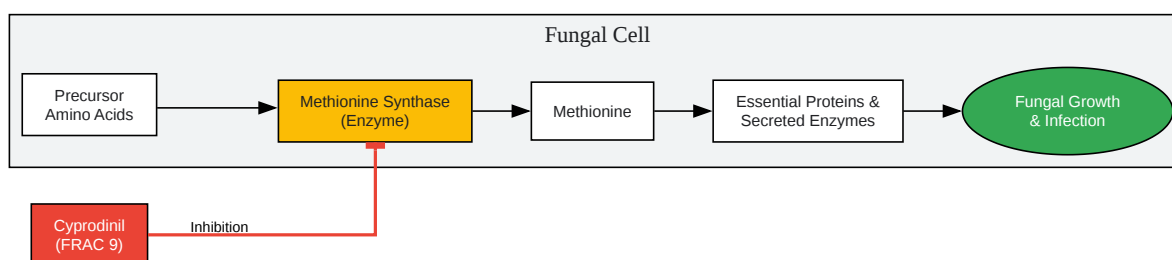 Fungal Cell
Precursor
Amino Acids
Methionine Synthase
(Enzyme)
Methionine
Essential Proteins &
Secreted Enzymes
Fungal Growth
& Infection
Cyprodinil
(FRAC 9)
Inhibition